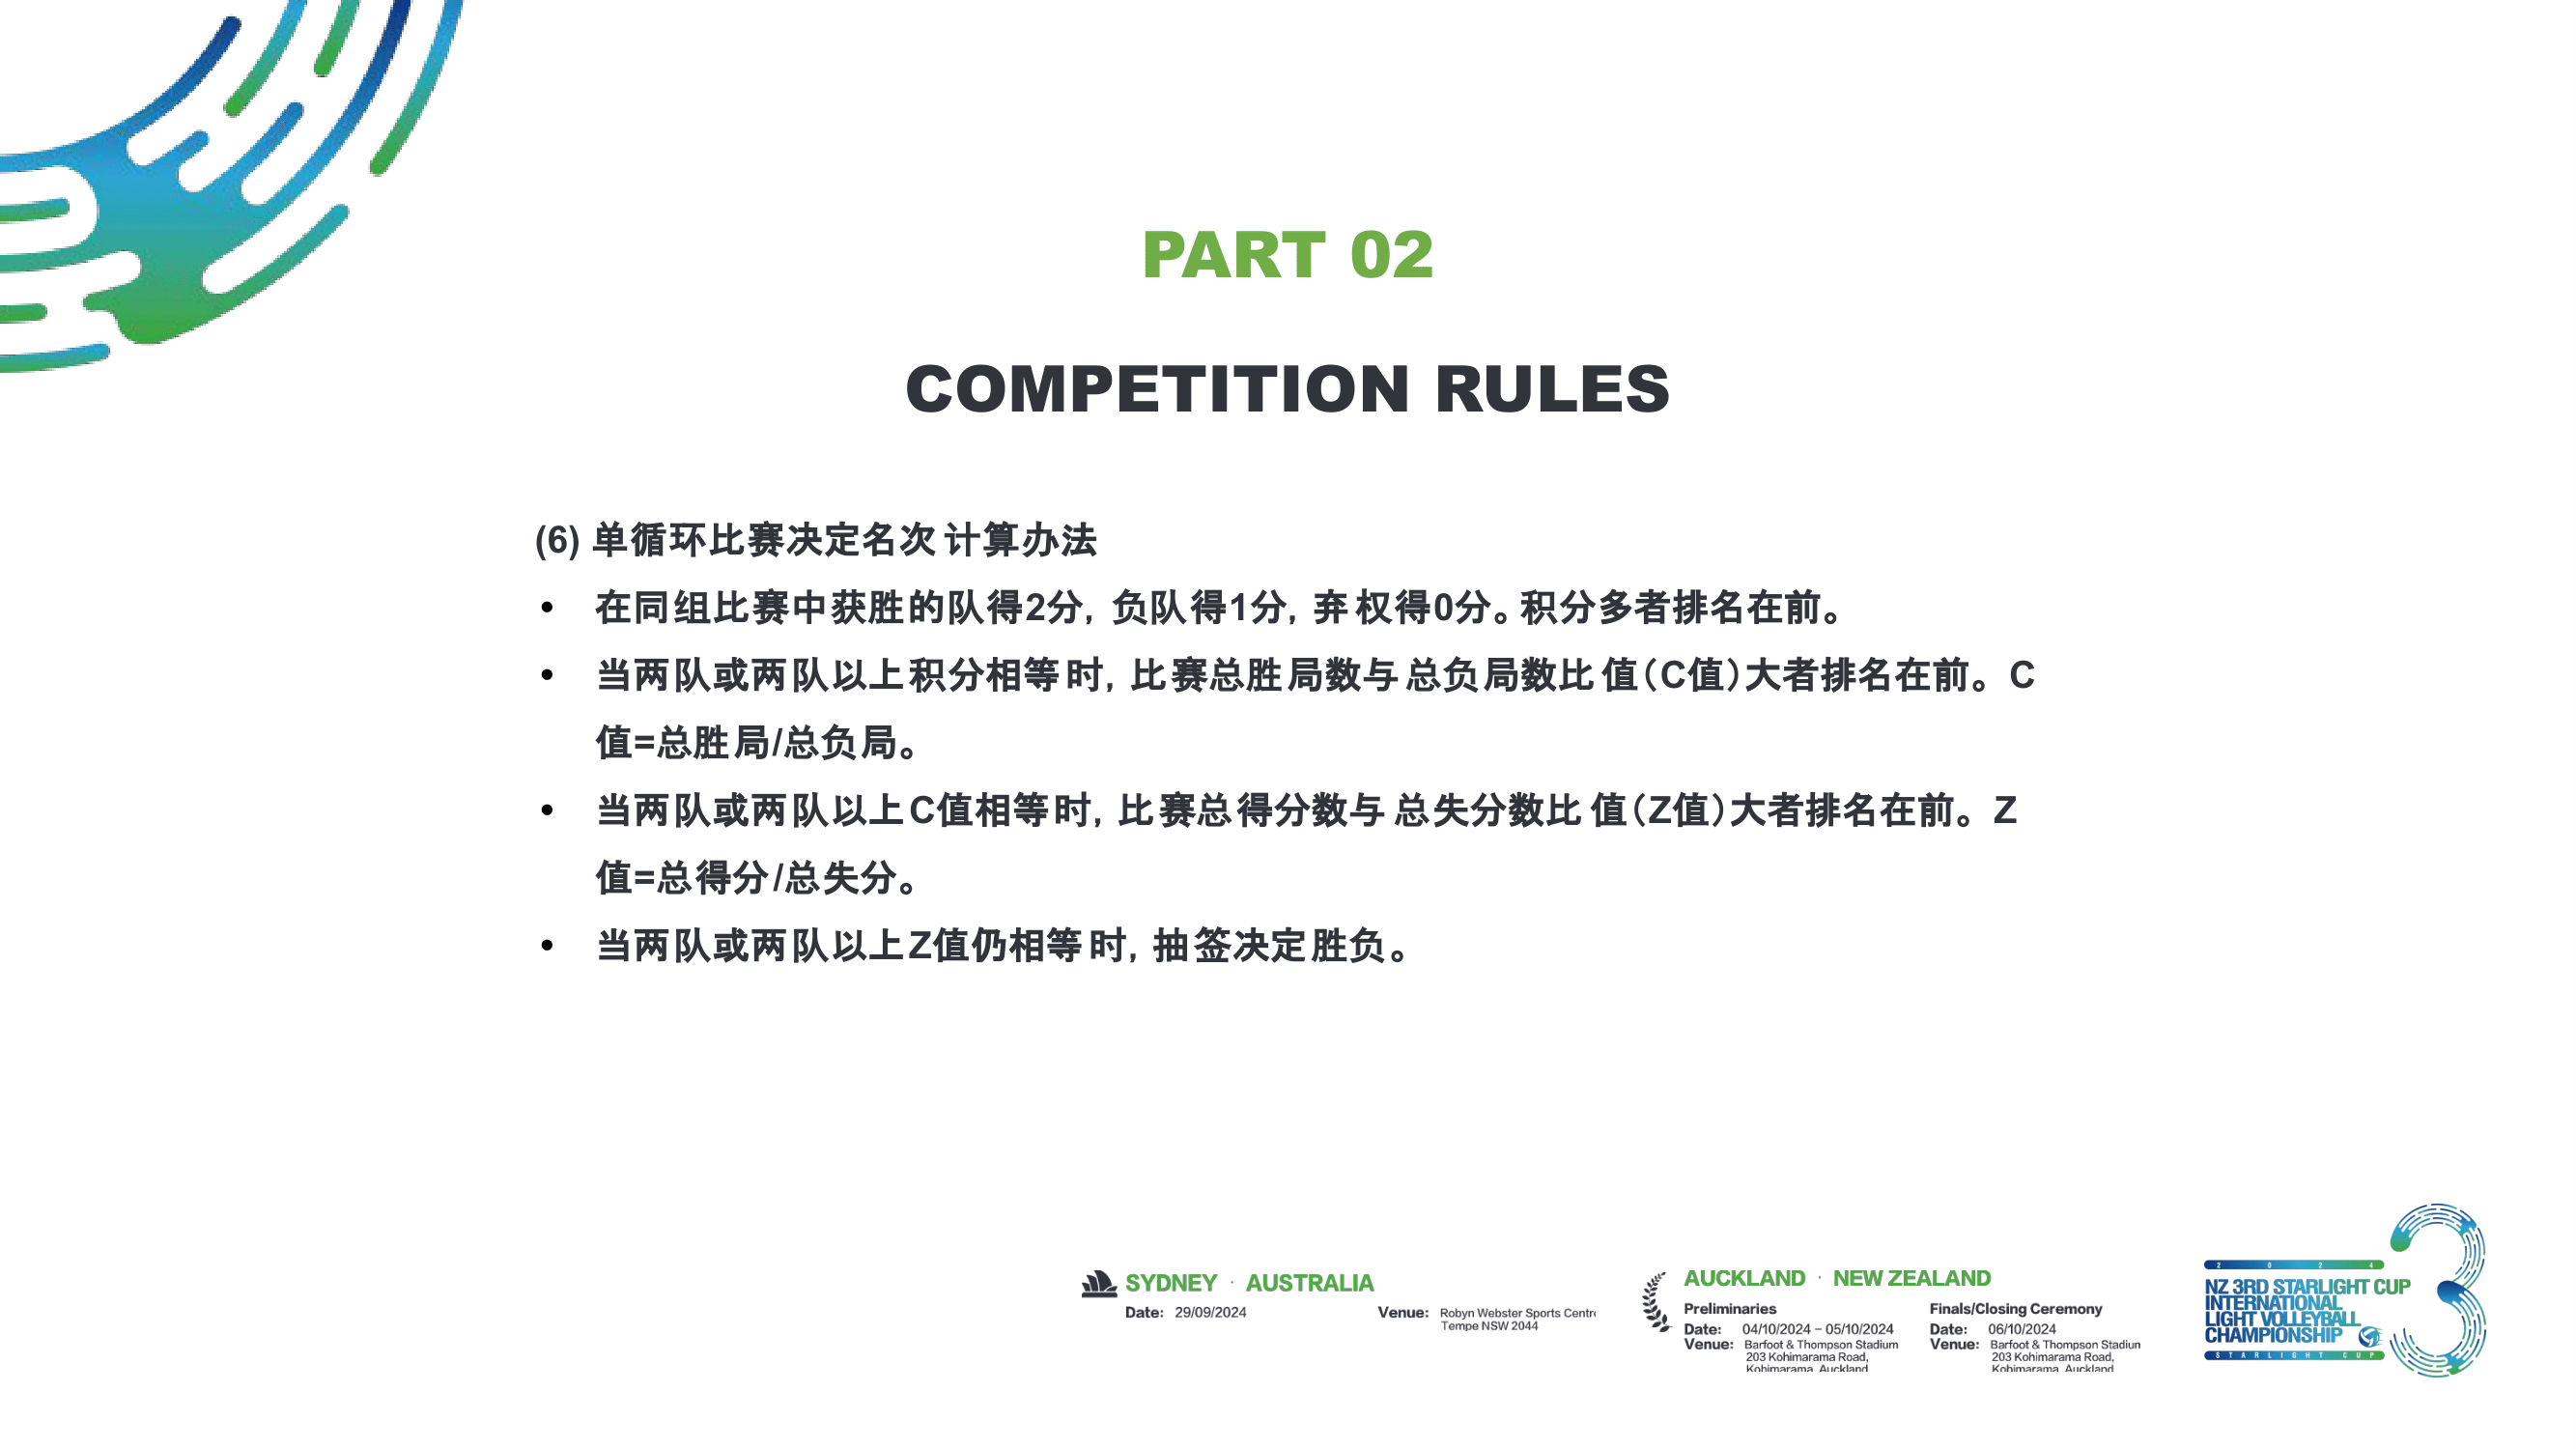 PART 02
COMPETITION RULES
(6) 单循环比赛决定名次计算办法
• 在同组比赛中获胜的队得2分，负队得1分，弃权得0分。积分多者排名在前。
• 当两队或两队以上积分相等时，比赛总胜局数与总负局数比值（C值）大者排名在前。C
值=总胜局/总负局。
• 当两队或两队以上C值相等时，比赛总得分数与总失分数比值（Z值）大者排名在前。Z
值=总得分/总失分。
• 当两队或两队以上Z值仍相等时，抽签决定胜负。
SYDNEY · AUSTRALIA
Date: 29/09/2024
Venue: Robyn Webster Sports Centr
Tempe NSW 2044
AUCKLAND · NEW ZEALAND
Preliminaries
Date: 04/10/2024 – 05/10/2024
Venue: Barfoot & Thompson Stadium
203 Kohimarama Road,
Kohimarama, Auckland
Finals/Closing Ceremony
Date: 06/10/2024
Venue: Barfoot & Thompson Stadiun
203 Kohimarama Road,
Kohimarama, Auckland
2 0 2 4
NZ 3RD STARLIGHT CUP
INTERNATIONAL
LIGHT VOLLEYBALL
CHAMPIONSHIP
STARLIGHT CUP
3